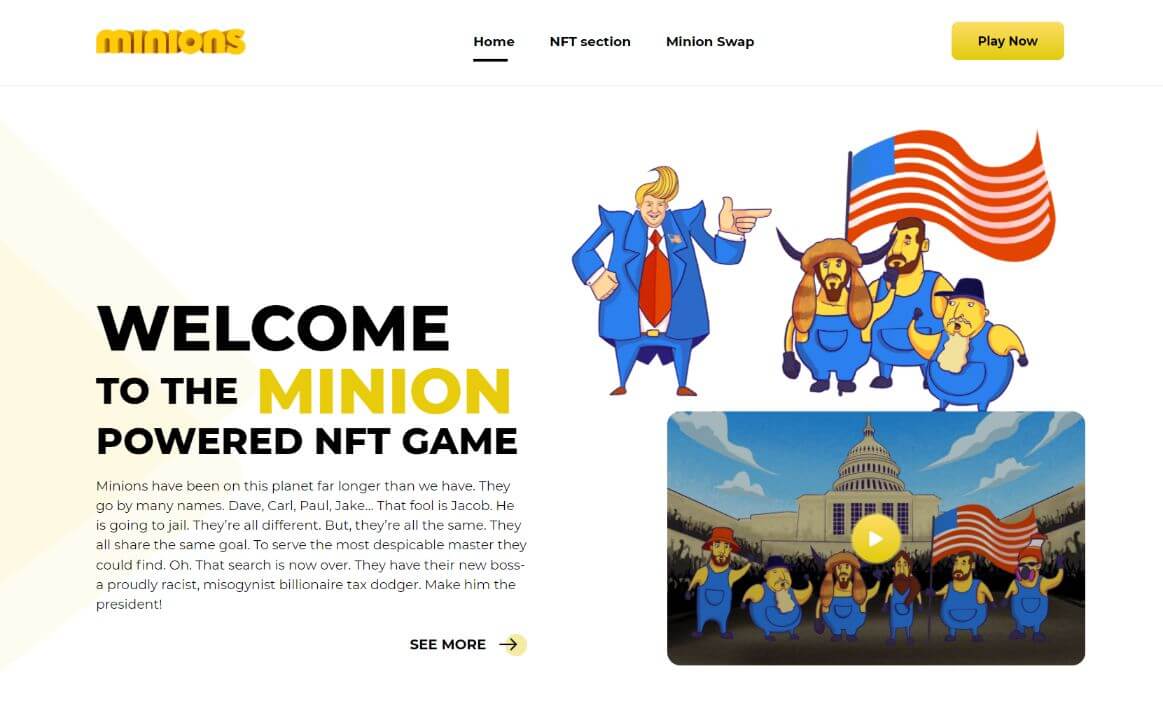 minions
Home
NFT section
Minion Swap
Play Now
WELCOME
TO THE MINION
POWERED NFT GAME
Minions have been on this planet far longer than we have. They
go by many names. Dave, Carl, Paul, Jake... That fool is Jacob. He
is going to jail. They’re all different. But, they’re all the same. They
all share the same goal. To serve the most despicable master they
could find. Oh. That search is now over. They have their new boss-
a proudly racist, misogynist billionaire tax dodger. Make him the
president!
SEE MORE